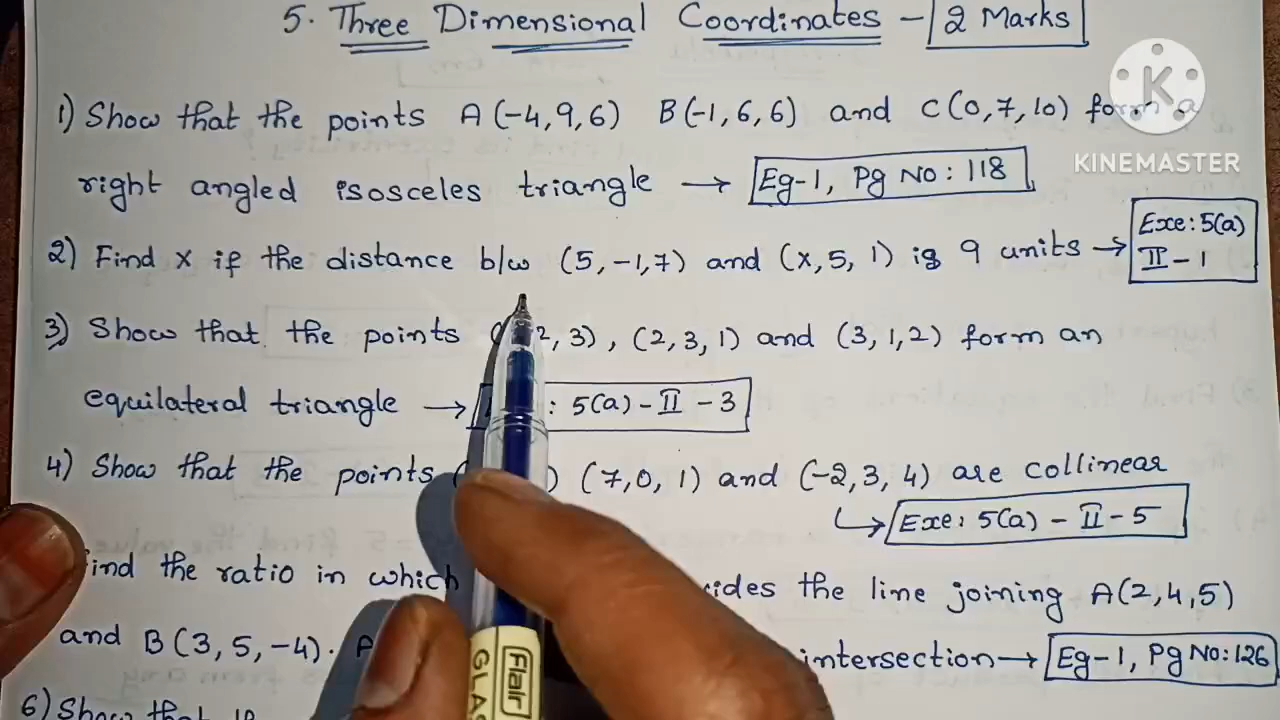 5. Three Dimensional Coordinates - 2 Marks
1) Show that the points A(-4,9,6) B(-1,6,6) and C(0,7,10) form a
KINEMASTER
right angled isosceles triangle → Eg-1, Pg No: 118
2) Find x if the distance b/w (5,-1,7) and (x,5,1) is 9 units → Exe: 5(a) II-1
3) Show that the points 2,3), (2,3,1) and (3,1,2) form an
equilateral triangle → : 5(a)-II-3
4) Show that the points ( ) (7,0,1) and (-2,3,4) are collinear
↳ Exe: 5(a)-II-5
the ratio in which the line joining A(2,4,5)
and B(3,5,-4). intersection → Eg-1, Pg No: 126
6) Show that
Flair